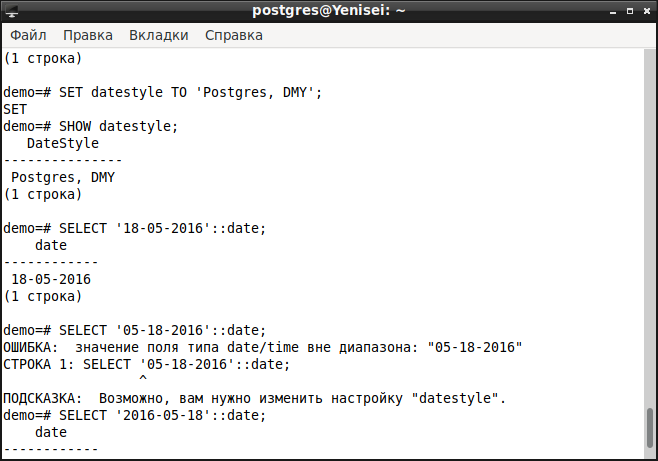 postgres@Yenisei: ~
Файл Правка Вкладки Справка
(1 строка)
demo=# SET datestyle TO 'Postgres, DMY';
SET
demo=# SHOW datestyle;
DateStyle
---------------
Postgres, DMY
(1 строка)
demo=# SELECT '18-05-2016'::date;
date
------------
18-05-2016
(1 строка)
demo=# SELECT '05-18-2016'::date;
ОШИБКА:  значение поля типа date/time вне диапазона: "05-18-2016"
СТРОКА 1: SELECT '05-18-2016'::date;
^
ПОДСКАЗКА:  Возможно, вам нужно изменить настройку "datestyle".
demo=# SELECT '2016-05-18'::date;
date
------------